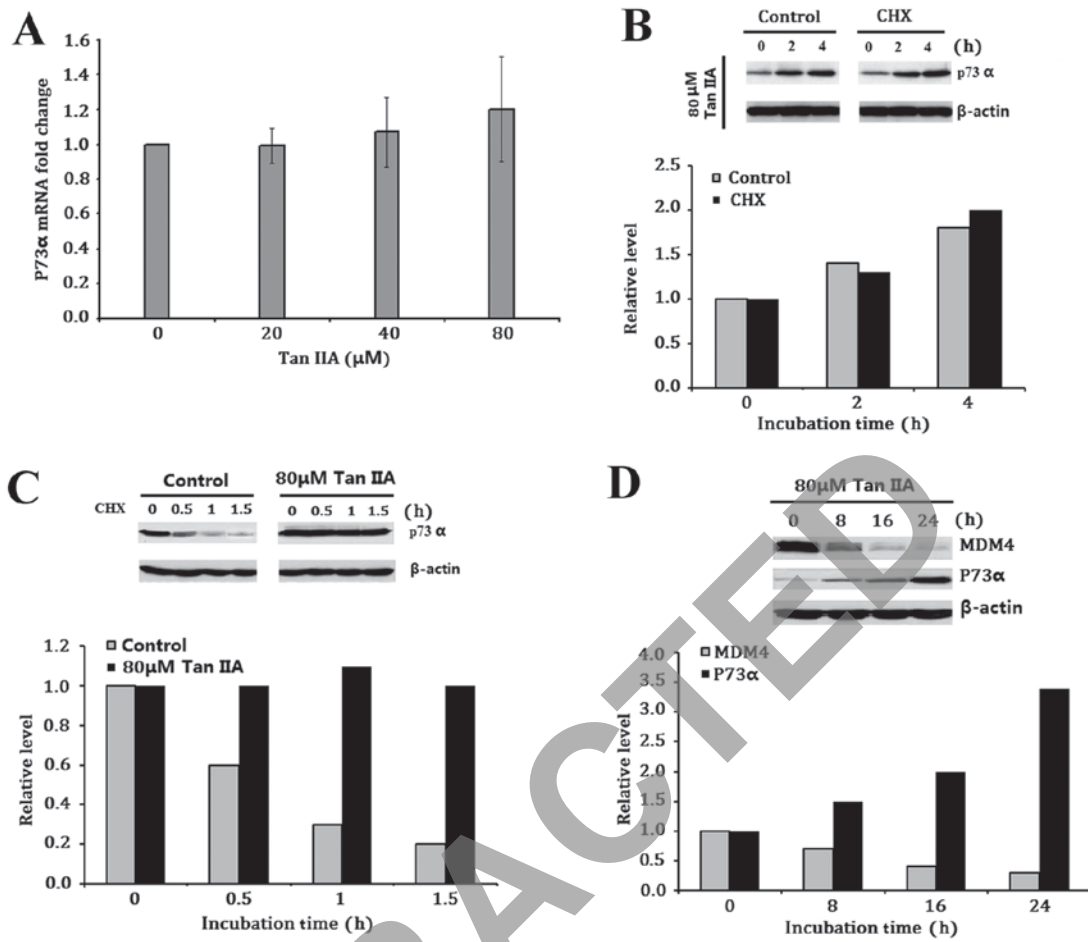 A
P73α mRNA fold change
1.6
1.4
1.2
1.0
0.8
0.6
0.4
0.2
0.0
0 20 40 80
Tan IIA (μM)
B
Control CHX
0 2 4 0 2 4 (h)
80 μM
Tan IIA
p73 α
β-actin
Relative level
2.5
2.0
1.5
1.0
0.5
0.0
Control
CHX
0 2 4
Incubation time (h)
C
Control 80μM Tan IIA
CHX 0 0.5 1 1.5 0 0.5 1 1.5 (h)
p73 α
β-actin
Relative level
1.2
1.0
0.8
0.6
0.4
0.2
0.0
Control
80μM Tan IIA
0 0.5 1 1.5
Incubation time (h)
D
80μM Tan IIA
0 8 16 24 (h)
MDM4
P73α
β-actin
Relative level
4.0
3.5
3.0
2.5
2.0
1.5
1.0
0.5
0.0
MDM4
P73α
0 8 16 24
Incubation time (h)
RACTED